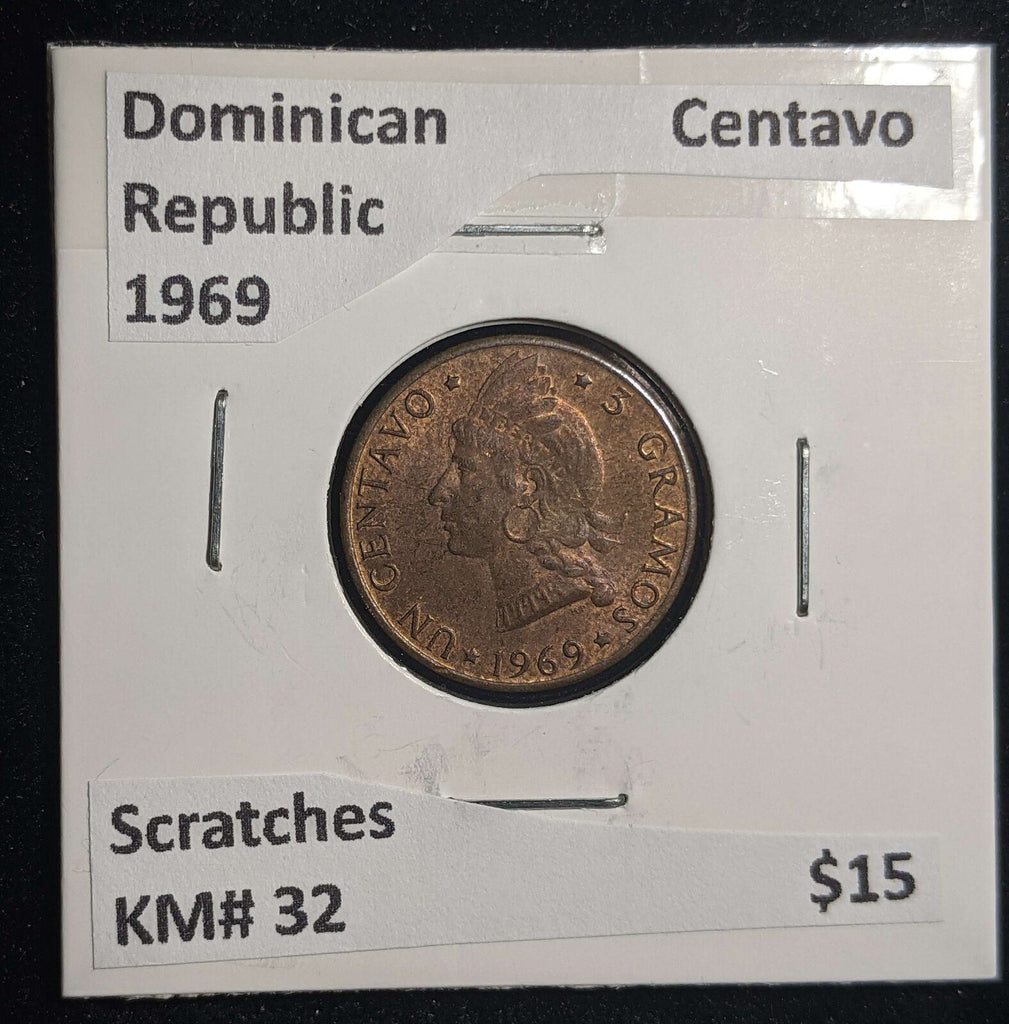 Dominican
Republic
1969
Centavo
UN CENTAVO
3 GRAMOS
1969
Scratches
KM# 32
$15